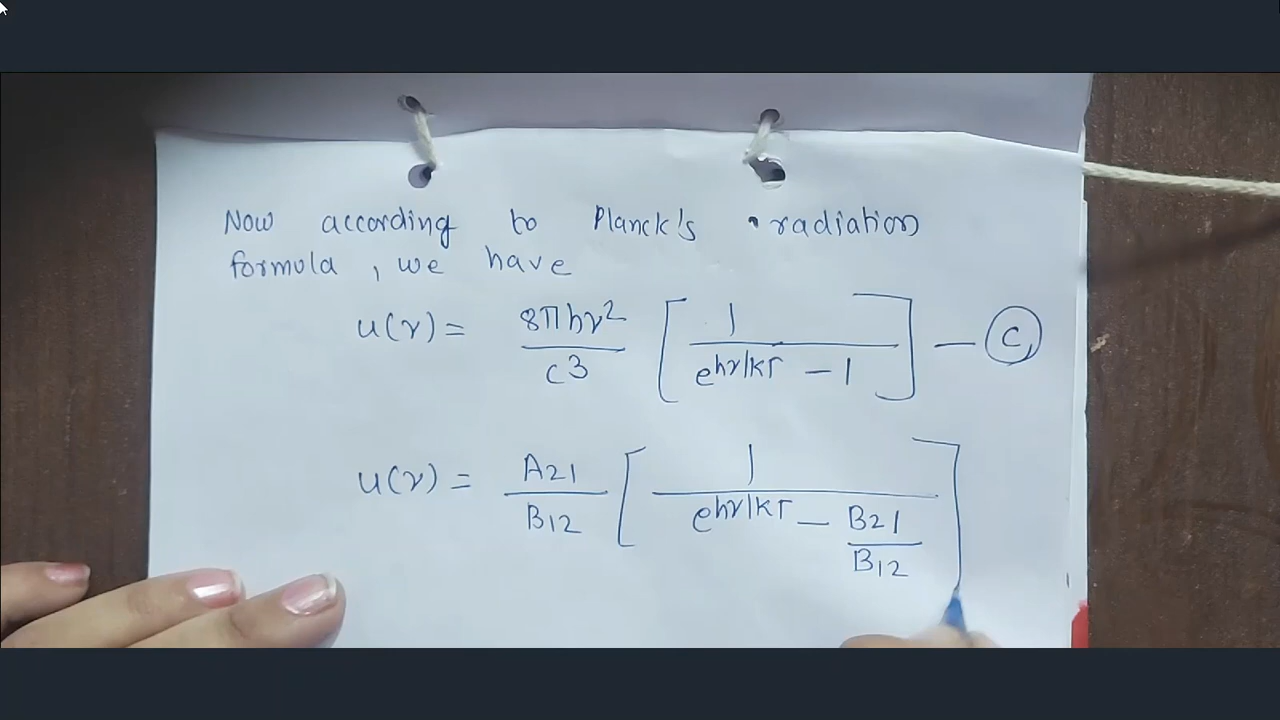 Now according to Planck's radiation
formula, we have
u(ν) = 8πhν² / c³ [ 1 / e^hν/kT − 1 ] — C
u(ν) = A21 / B12 [ 1 / e^hν/kT − B21 / B12 ]